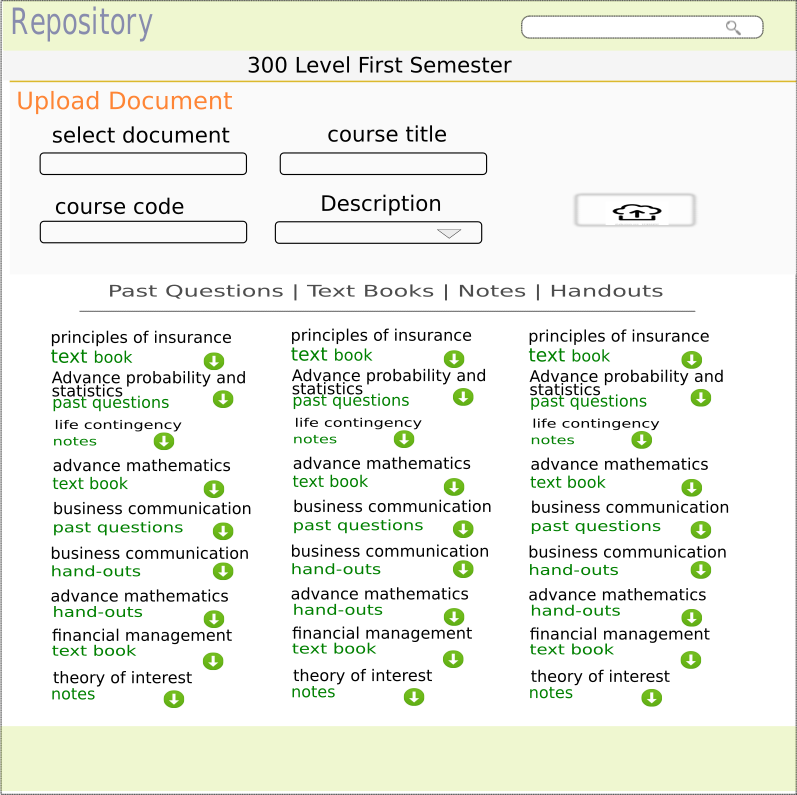 Repository
300 Level First Semester
Upload Document
select document
course title
course code
Description
Past Questions | Text Books | Notes | Handouts
principles of insurance
text book
Advance probability and
statistics
past questions
life contingency
notes
advance mathematics
text book
business communication
past questions
business communication
hand-outs
advance mathematics
hand-outs
financial management
text book
theory of interest
notes
principles of insurance
text book
Advance probability and
statistics
past questions
life contingency
notes
advance mathematics
text book
business communication
past questions
business communication
hand-outs
advance mathematics
hand-outs
financial management
text book
theory of interest
notes
principles of insurance
text book
Advance probability and
statistics
past questions
life contingency
notes
advance mathematics
text book
business communication
past questions
business communication
hand-outs
advance mathematics
hand-outs
financial management
text book
theory of interest
notes